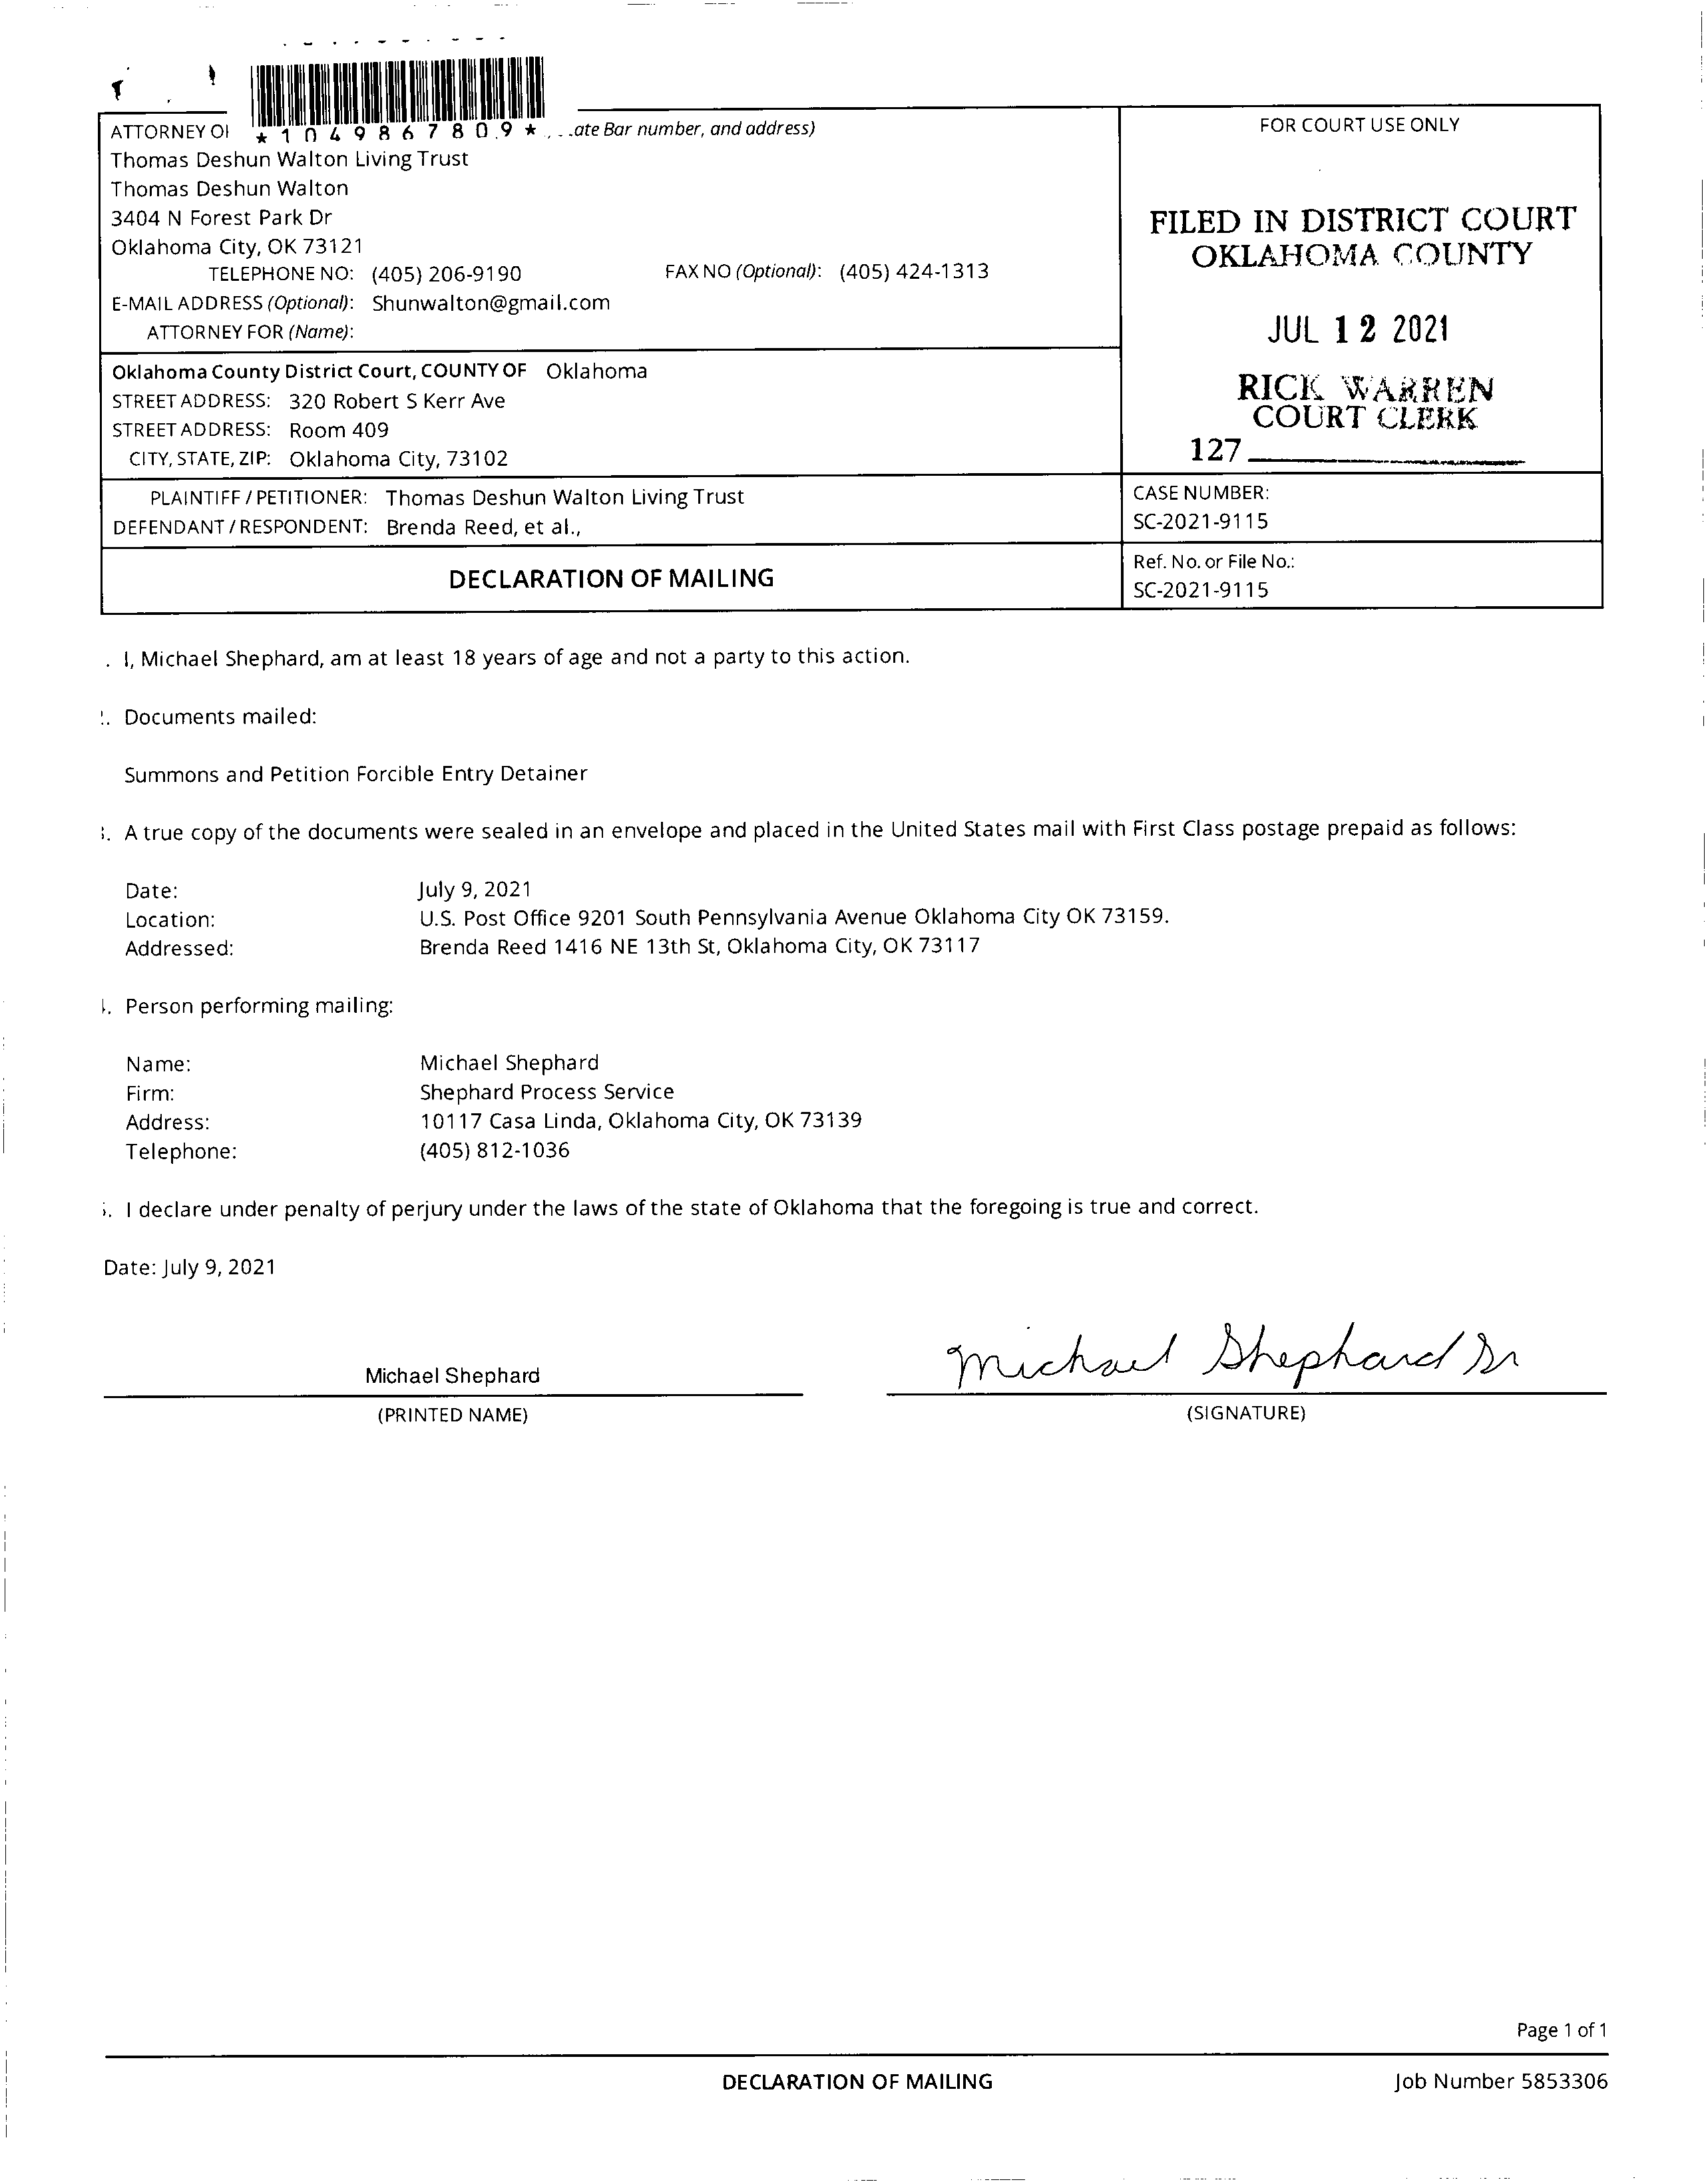 ATTORNEY OI * 1 0 4 9 8 6 7 8 0 9 * ate Bar number, and address)
Thomas Deshun Walton Living Trust
Thomas Deshun Walton
3404 N Forest Park Dr
Oklahoma City, OK 73121
TELEPHONE NO: (405) 206-9190 FAX NO (Optional): (405) 424-1313
E-MAIL ADDRESS (Optional): Shunwalton@gmail.com
ATTORNEY FOR (Name):
FOR COURT USE ONLY
FILED IN DISTRICT COURT
OKLAHOMA COUNTY
JUL 12 2021
RICK WARREN
COURT CLERK
127
Oklahoma County District Court, COUNTY OF Oklahoma
STREET ADDRESS: 320 Robert S Kerr Ave
STREET ADDRESS: Room 409
CITY, STATE, ZIP: Oklahoma City, 73102
PLAINTIFF / PETITIONER: Thomas Deshun Walton Living Trust
DEFENDANT / RESPONDENT: Brenda Reed, et al.,
CASE NUMBER:
SC-2021-9115
DECLARATION OF MAILING
Ref. No. or File No.:
SC-2021-9115
. I, Michael Shephard, am at least 18 years of age and not a party to this action.
. Documents mailed:
Summons and Petition Forcible Entry Detainer
. A true copy of the documents were sealed in an envelope and placed in the United States mail with First Class postage prepaid as follows:
Date: July 9, 2021
Location: U.S. Post Office 9201 South Pennsylvania Avenue Oklahoma City OK 73159.
Addressed: Brenda Reed 1416 NE 13th St, Oklahoma City, OK 73117
. Person performing mailing:
Name: Michael Shephard
Firm: Shephard Process Service
Address: 10117 Casa Linda, Oklahoma City, OK 73139
Telephone: (405) 812-1036
. I declare under penalty of perjury under the laws of the state of Oklahoma that the foregoing is true and correct.
Date: July 9, 2021
Michael Shephard
(PRINTED NAME)
Michael Shephard Sr
(SIGNATURE)
Page 1 of 1
DECLARATION OF MAILING
Job Number 5853306